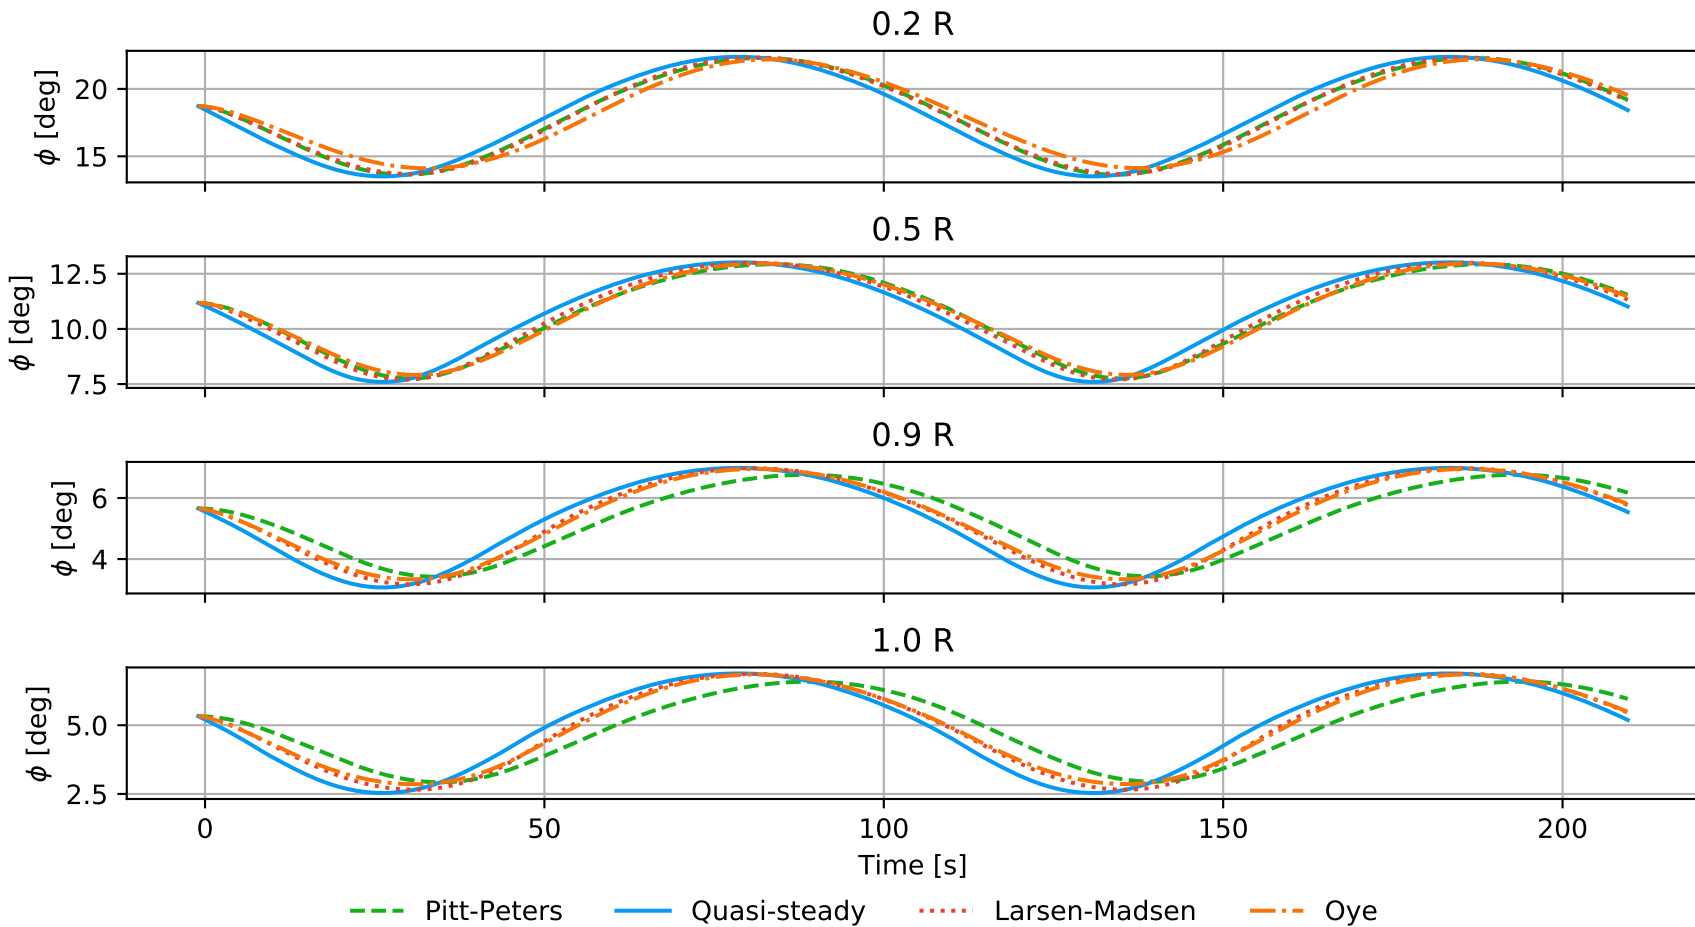 0.2 R
ϕ [deg]
20
15
0.5 R
ϕ [deg]
12.5
10.0
7.5
0.9 R
ϕ [deg]
6
4
1.0 R
ϕ [deg]
5.0
2.5
0 50 100 150 200
Time [s]
Pitt-Peters Quasi-steady Larsen-Madsen Oye